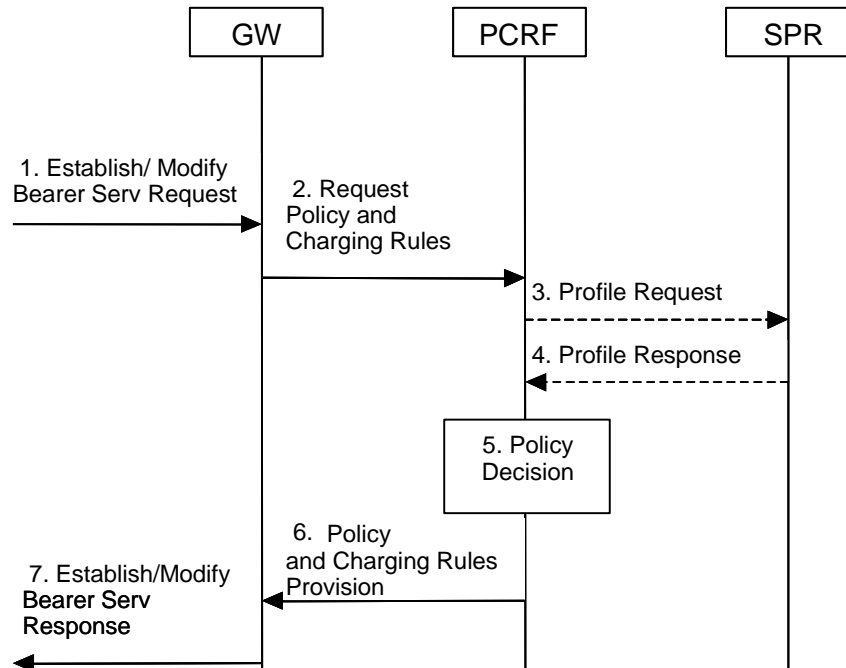 GW
PCRF
SPR
1. Establish/ Modify
Bearer Serv Request
2. Request
Policy and
Charging Rules
3. Profile Request
4. Profile Response
5. Policy
Decision
6. Policy
and Charging Rules
Provision
7. Establish/Modify
Bearer Serv
Response